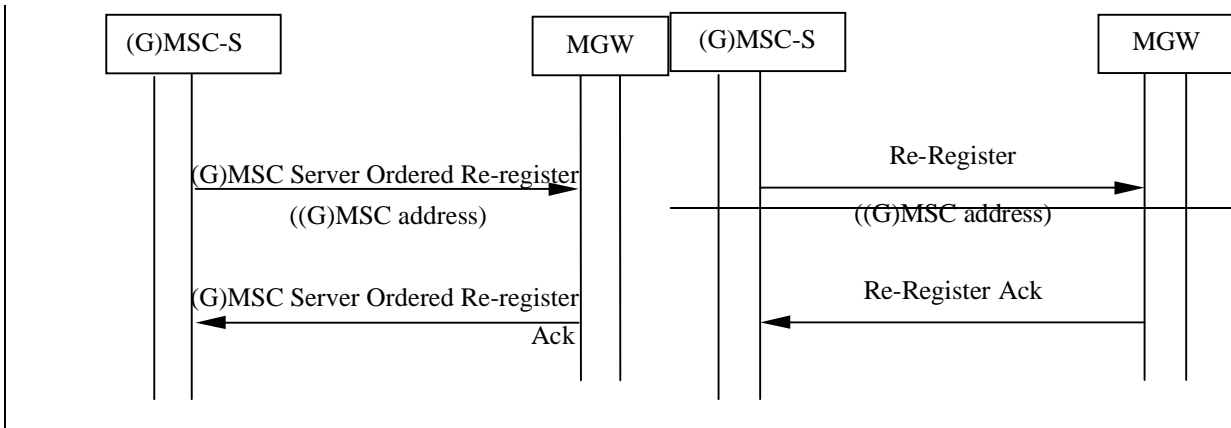 (G)MSC-S
MGW
(G)MSC Server Ordered Re-register
((G)MSC address)
(G)MSC Server Ordered Re-register
Ack
(G)MSC-S
MGW
Re-Register
((G)MSC address)
Re-Register Ack